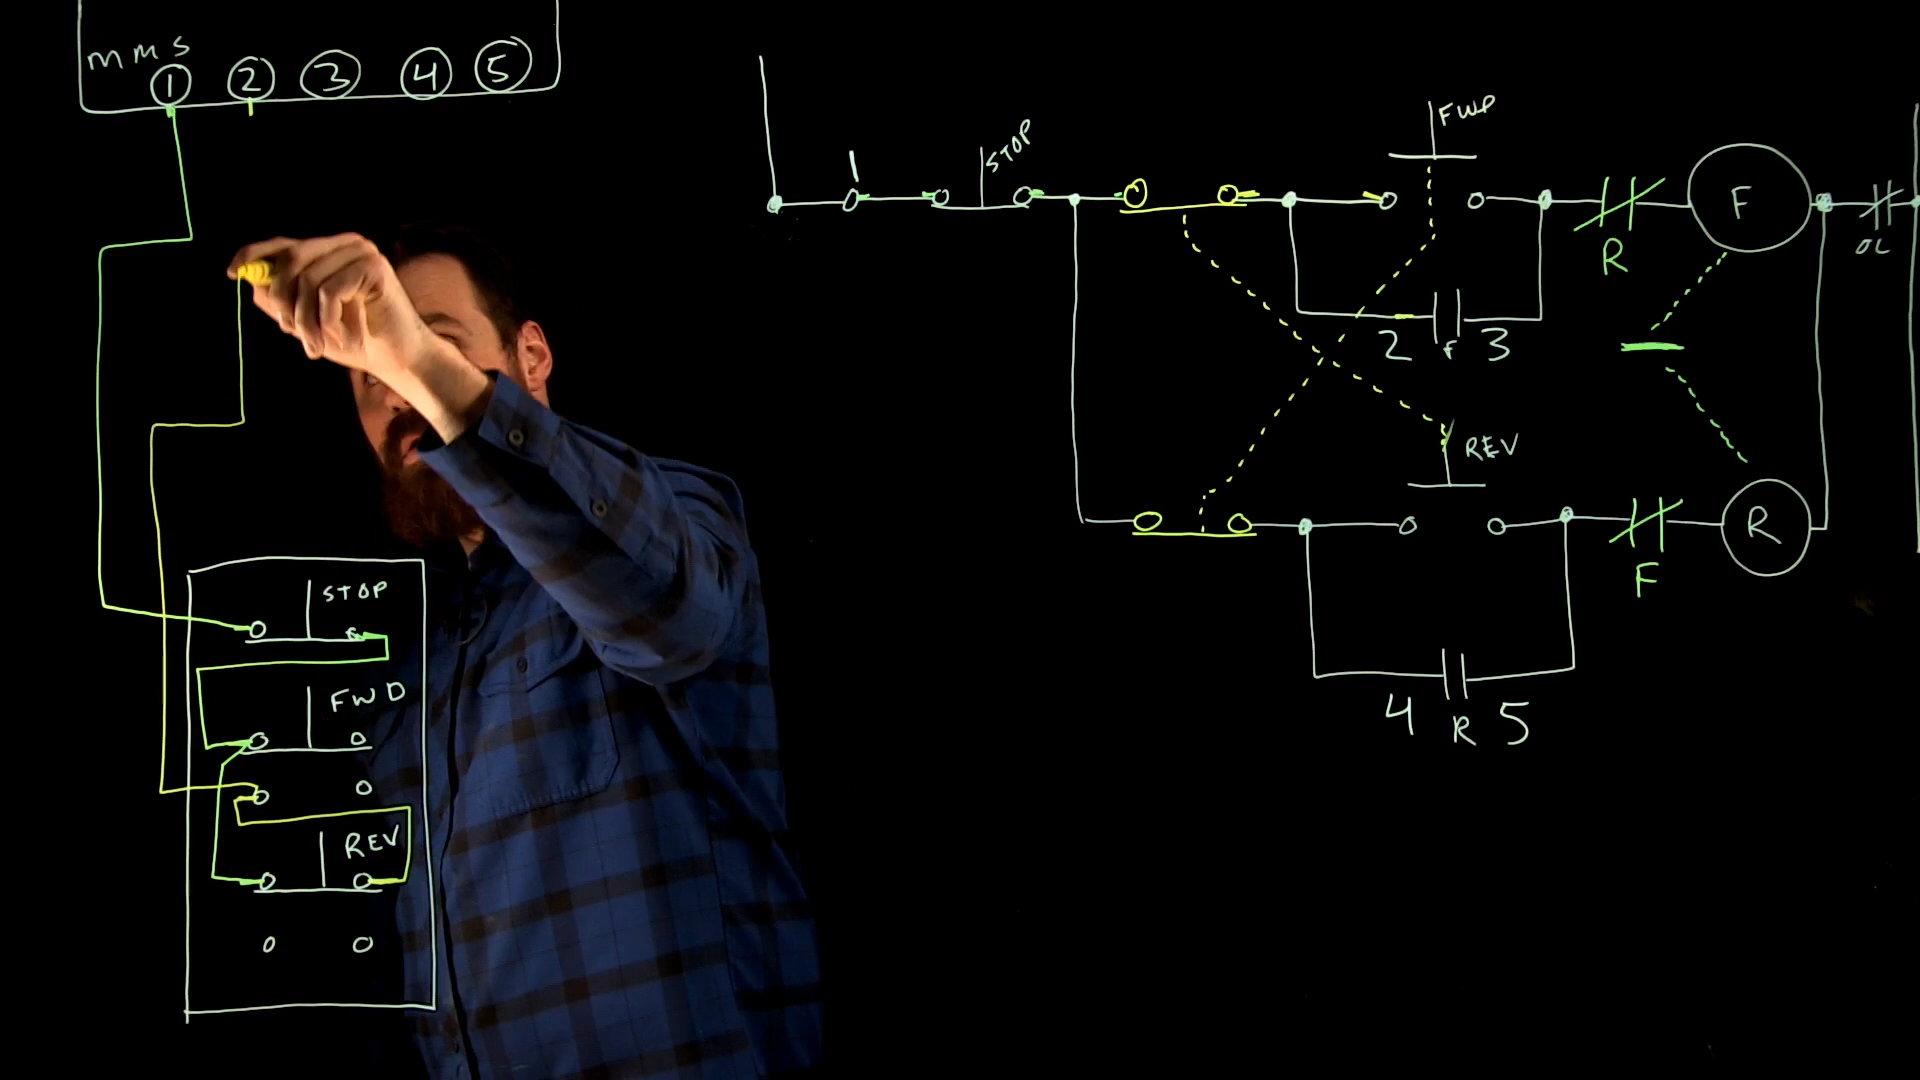 MMS
1 2 3 4 5
1
STOP
FWD
R
F
OL
2 F 3
REV
F
R
4 R 5
STOP
FWD
REV